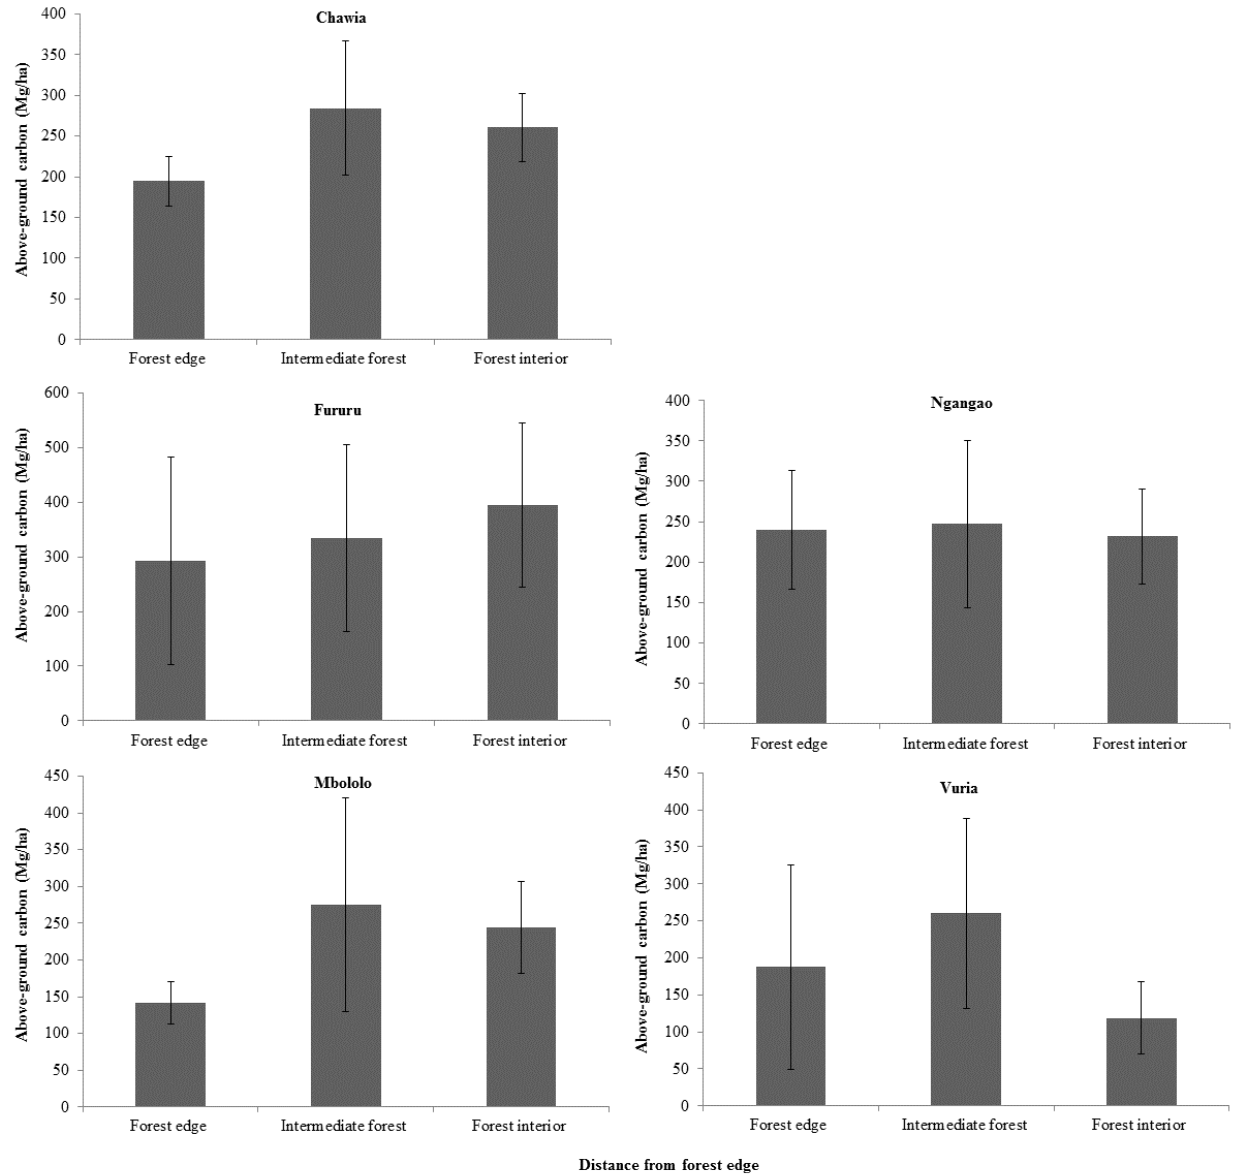 Chawia
Above-ground carbon (Mg/ha)
400
350
300
250
200
150
100
50
0
Forest edge
Intermediate forest
Forest interior
Fururu
Above-ground carbon (Mg/ha)
600
500
400
300
200
100
0
Forest edge
Intermediate forest
Forest interior
Ngangao
Above-ground carbon (Mg/ha)
400
350
300
250
200
150
100
50
0
Forest edge
Intermediate forest
Forest interior
Mbololo
Above-ground carbon (Mg/ha)
450
400
350
300
250
200
150
100
50
0
Forest edge
Intermediate forest
Forest interior
Vuria
Above-ground carbon (Mg/ha)
450
400
350
300
250
200
150
100
50
0
Forest edge
Intermediate forest
Forest interior
Distance from forest edge